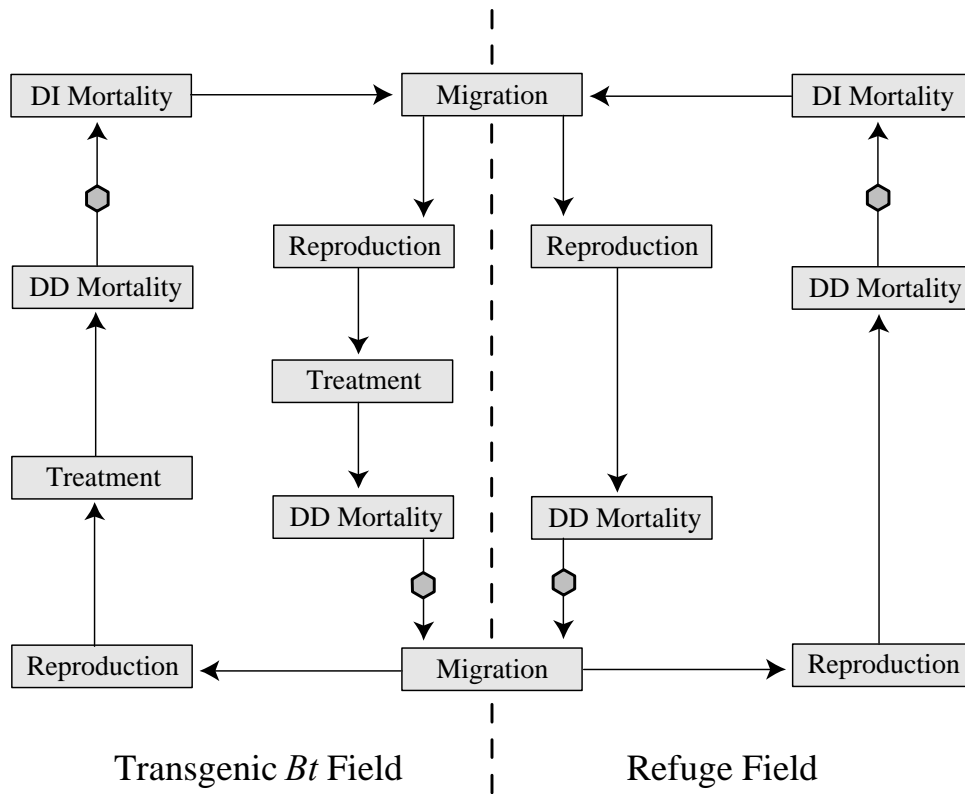 DI Mortality
Migration
DI Mortality
Reproduction
Reproduction
DD Mortality
DD Mortality
Treatment
Treatment
DD Mortality
DD Mortality
Reproduction
Migration
Reproduction
Transgenic Bt Field
Refuge Field